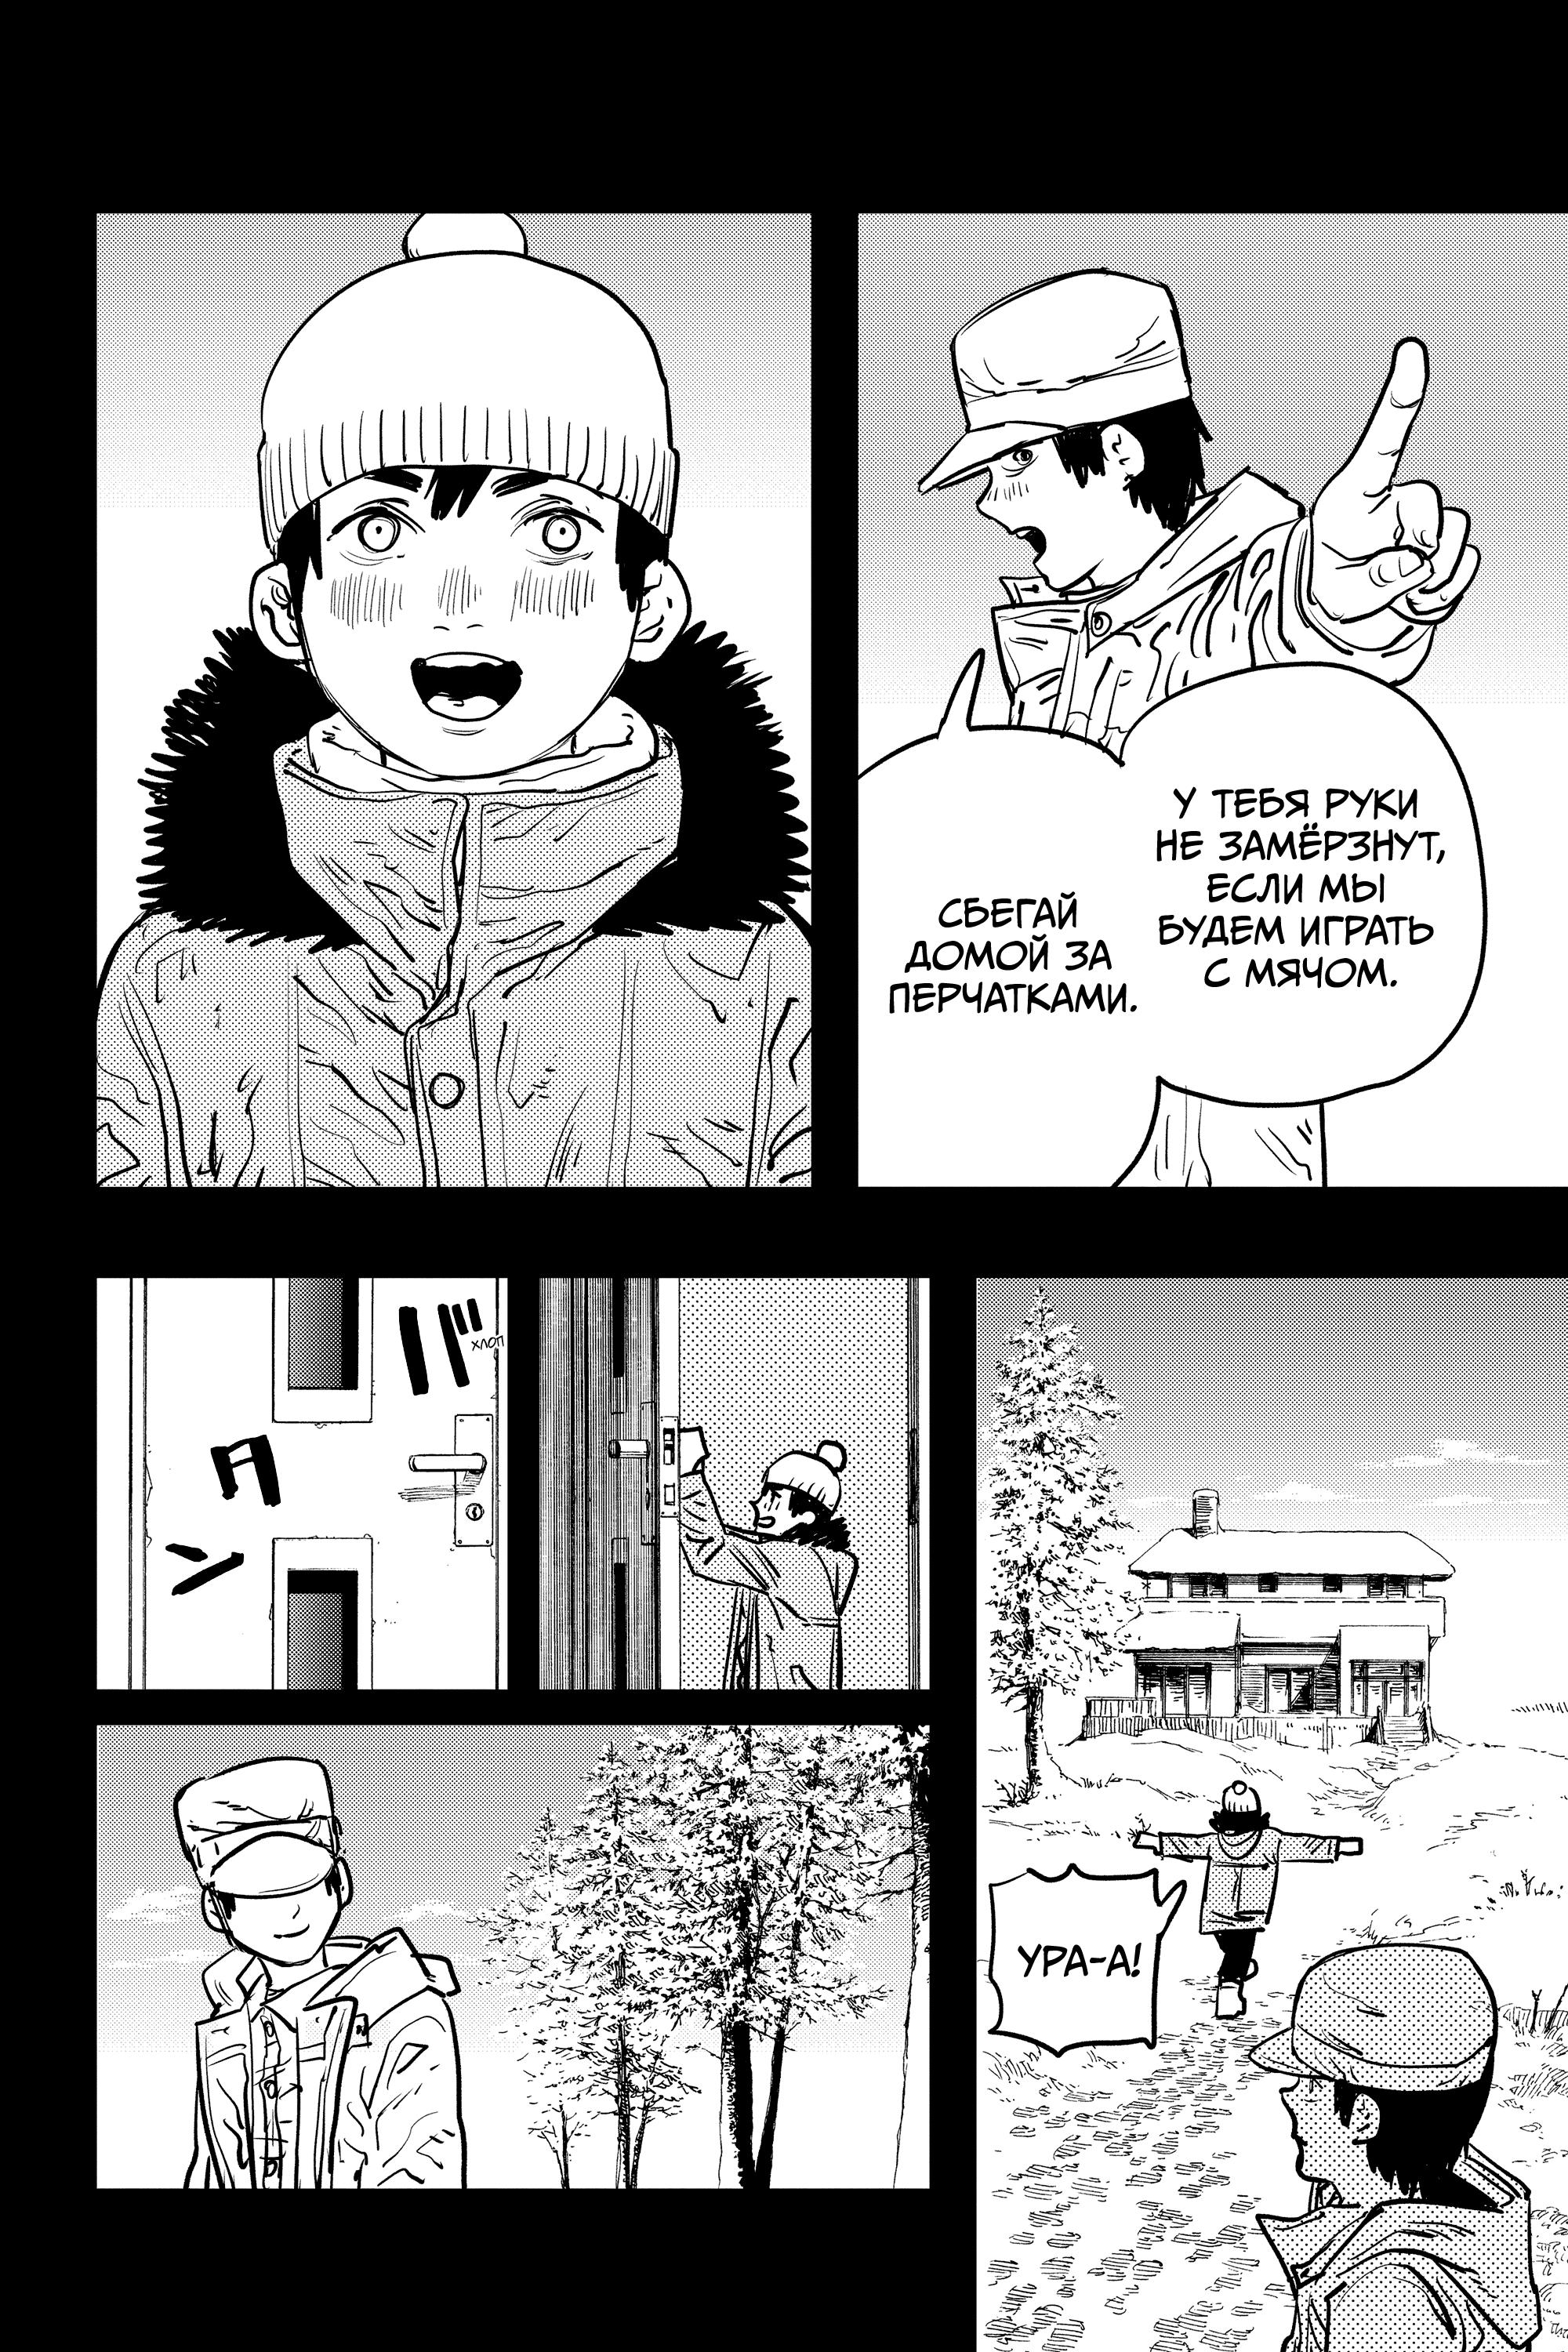 У ТЕБЯ РУКИ
НЕ ЗАМЁРЗНУТ,
ЕСЛИ МЫ
БУДЕМ ИГРАТЬ
С МЯЧОМ.
СБЕГАЙ
ДОМОЙ ЗА
ПЕРЧАТКАМИ.
УРА-А!
バタン
ХЛОП